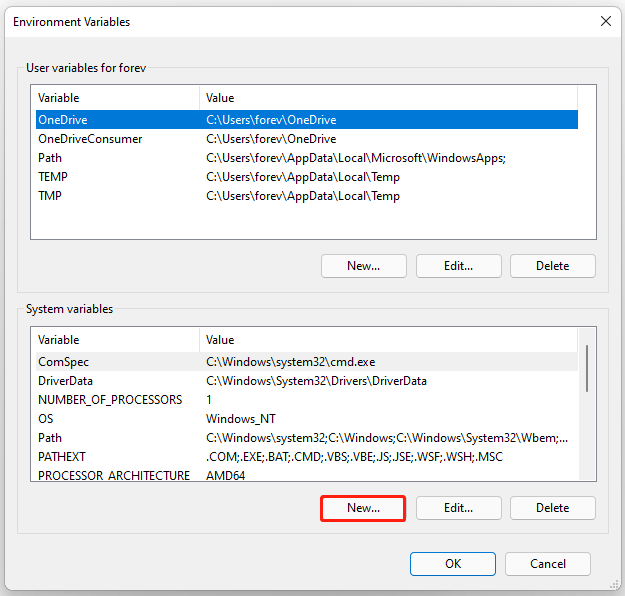 Environment Variables
User variables for forev
Variable Value
OneDrive C:\Users\forev\OneDrive
OneDriveConsumer C:\Users\forev\OneDrive
Path C:\Users\forev\AppData\Local\Microsoft\WindowsApps;
TEMP C:\Users\forev\AppData\Local\Temp
TMP C:\Users\forev\AppData\Local\Temp
New... Edit... Delete
System variables
Variable Value
ComSpec C:\Windows\system32\cmd.exe
DriverData C:\Windows\System32\Drivers\DriverData
NUMBER_OF_PROCESSORS 1
OS Windows_NT
Path C:\Windows\system32;C:\Windows;C:\Windows\System32\Wbem;...
PATHEXT .COM;.EXE;.BAT;.CMD;.VBS;.VBE;.JS;.JSE;.WSF;.WSH;.MSC
PROCESSOR_ARCHITECTURE AMD64
New... Edit... Delete
OK Cancel